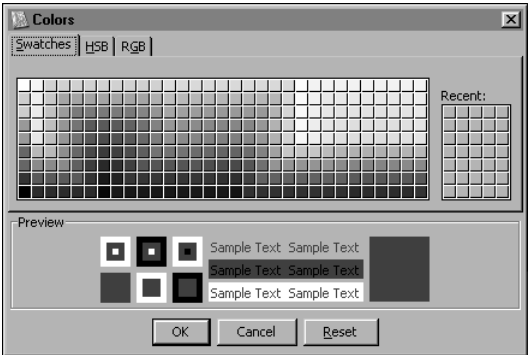 Colors
Swatches HSB RGB
Recent:
Preview
Sample Text Sample Text
Sample Text Sample Text
Sample Text Sample Text
OK Cancel Reset